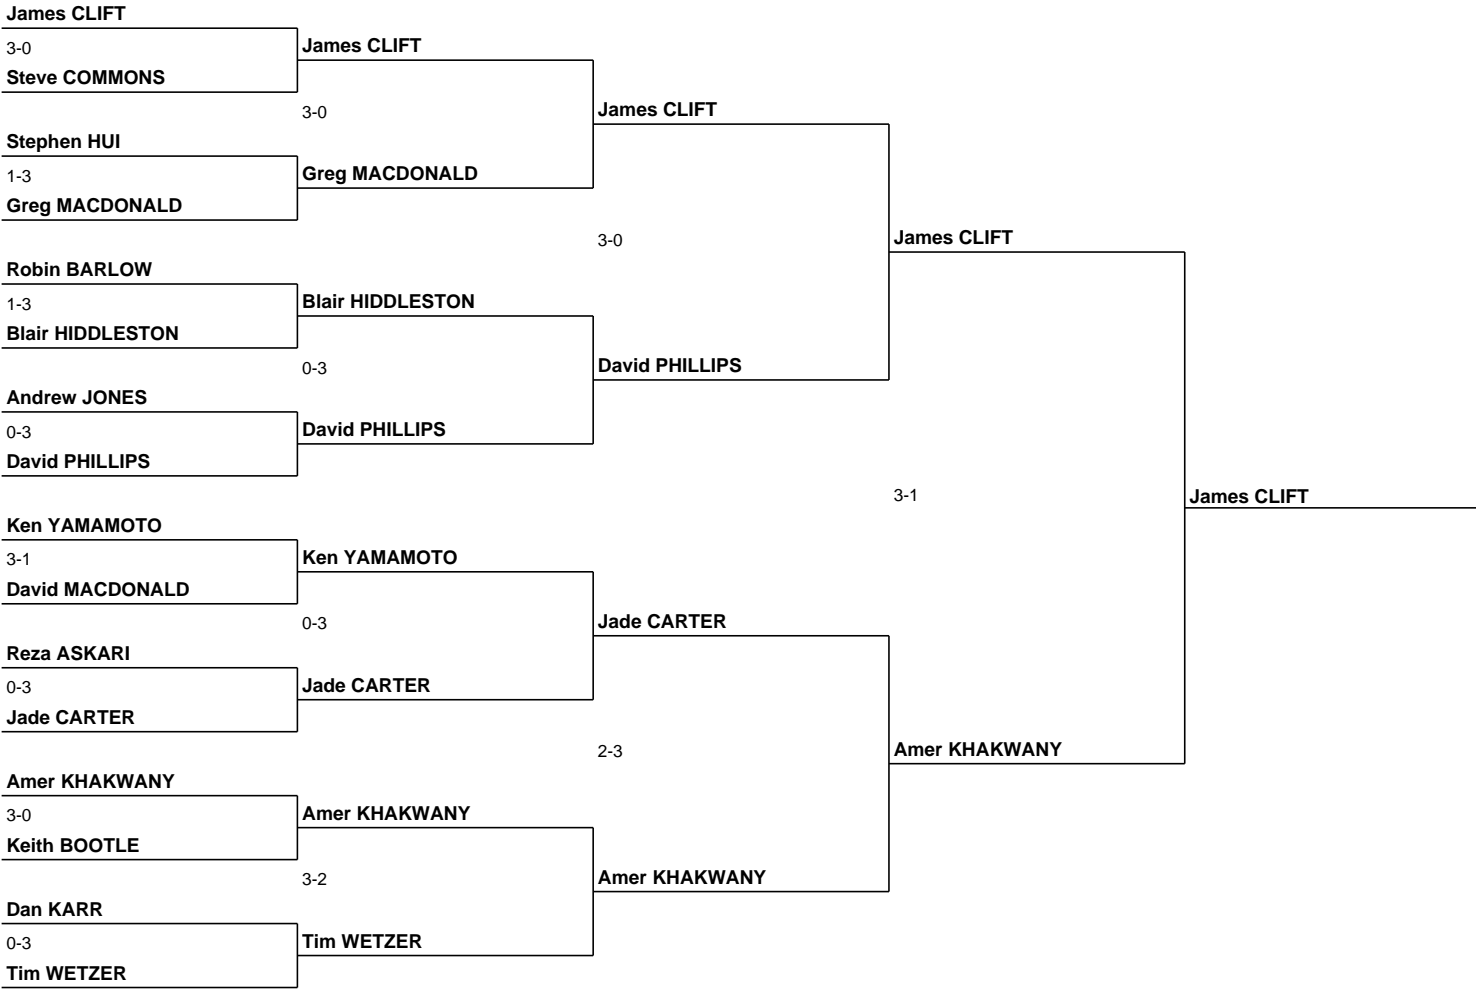 James CLIFT
3-0
Steve COMMONS
Stephen HUI
1-3
Greg MACDONALD
Robin BARLOW
1-3
Blair HIDDLESTON
Andrew JONES
0-3
David PHILLIPS
Ken YAMAMOTO
3-1
David MACDONALD
Reza ASKARI
0-3
Jade CARTER
Amer KHAKWANY
3-0
Keith BOOTLE
Dan KARR
0-3
Tim WETZER
James CLIFT
3-0
Greg MACDONALD
Blair HIDDLESTON
0-3
David PHILLIPS
Ken YAMAMOTO
0-3
Jade CARTER
Amer KHAKWANY
3-2
Tim WETZER
James CLIFT
3-0
David PHILLIPS
Jade CARTER
2-3
Amer KHAKWANY
James CLIFT
3-1
Amer KHAKWANY
James CLIFT